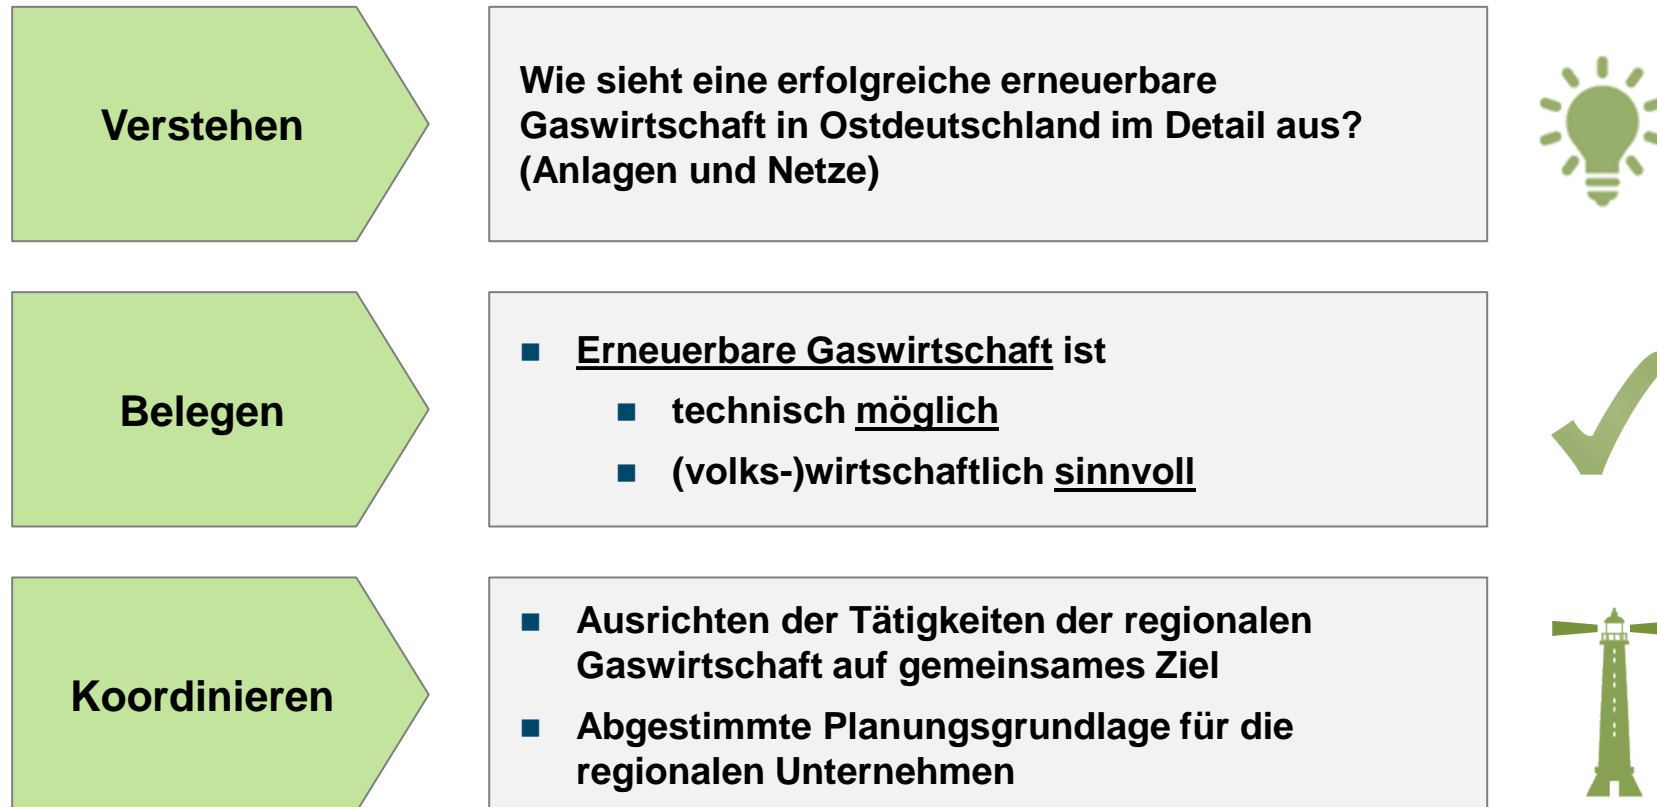 Verstehen
Wie sieht eine erfolgreiche erneuerbare
Gaswirtschaft in Ostdeutschland im Detail aus?
(Anlagen und Netze)
Belegen
Erneuerbare Gaswirtschaft ist
technisch möglich
(volks-)wirtschaftlich sinnvoll
Koordinieren
Ausrichten der Tätigkeiten der regionalen
Gaswirtschaft auf gemeinsames Ziel
Abgestimmte Planungsgrundlage für die
regionalen Unternehmen